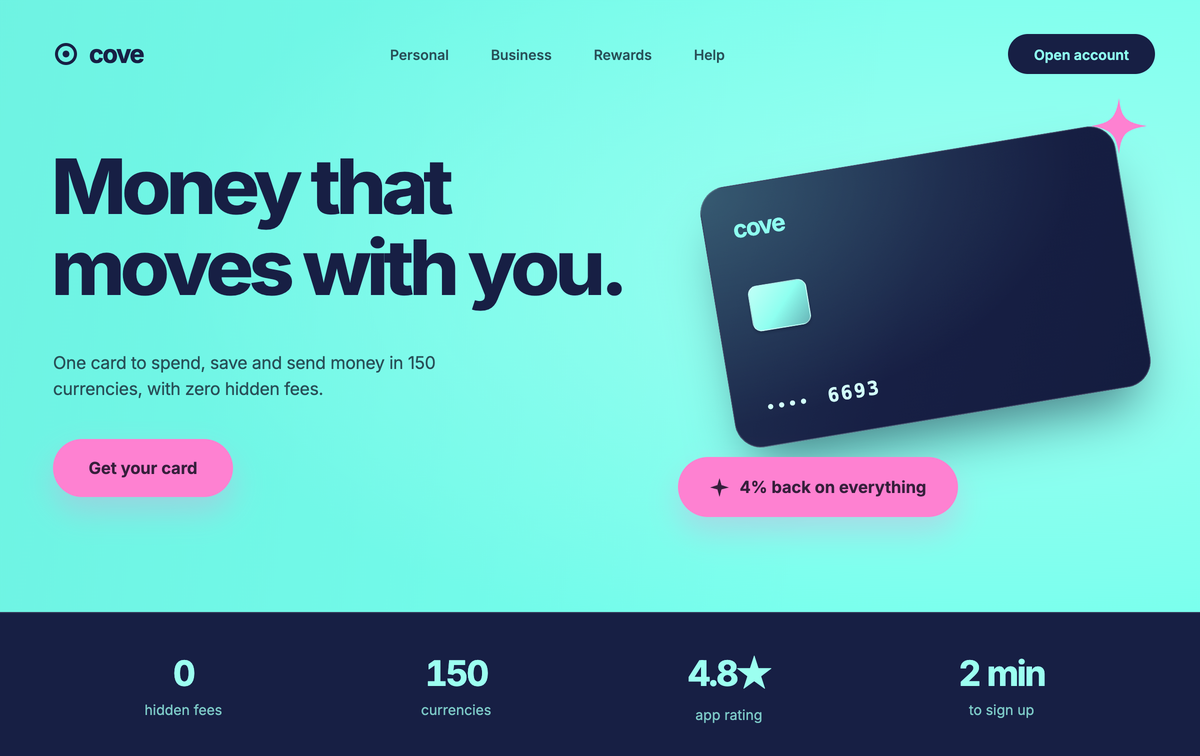 cove
Personal
Business
Rewards
Help
Open account
Money that
moves with you.
One card to spend, save and send money in 150
currencies, with zero hidden fees.
Get your card
cove
•••• 6693
4% back on everything
0
hidden fees
150
currencies
4.8★
app rating
2 min
to sign up